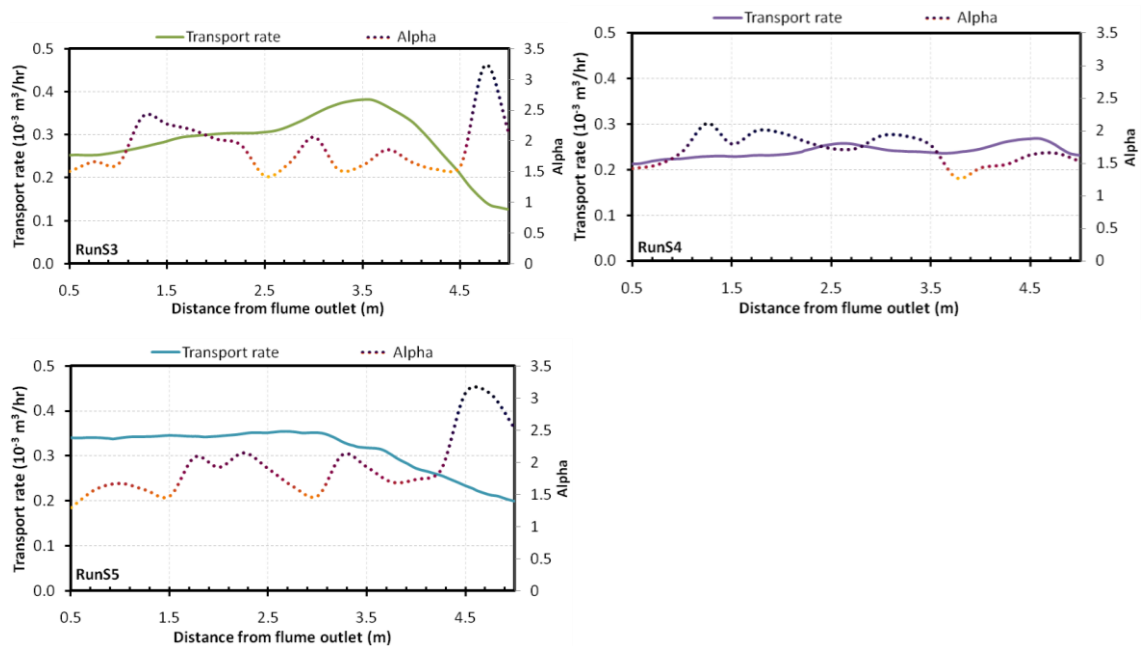 Transport rate Alpha
Transport rate (10⁻³ m³/hr)
0.5
0.4
0.3
0.2
0.1
0.0
3.5
3
2.5
2
1.5
1
0.5
0
Alpha
RunS3
0.5 1.5 2.5 3.5 4.5
Distance from flume outlet (m)
Transport rate Alpha
Transport rate (10⁻³ m³/hr)
0.5
0.4
0.3
0.2
0.1
0.0
3.5
3
2.5
2
1.5
1
0.5
0
Alpha
RunS4
0.5 1.5 2.5 3.5 4.5
Distance from flume outlet (m)
Transport rate Alpha
Transport rate (10⁻³ m³/hr)
0.5
0.4
0.3
0.2
0.1
0.0
3.5
3
2.5
2
1.5
1
0.5
0
Alpha
RunS5
0.5 1.5 2.5 3.5 4.5
Distance from flume outlet (m)